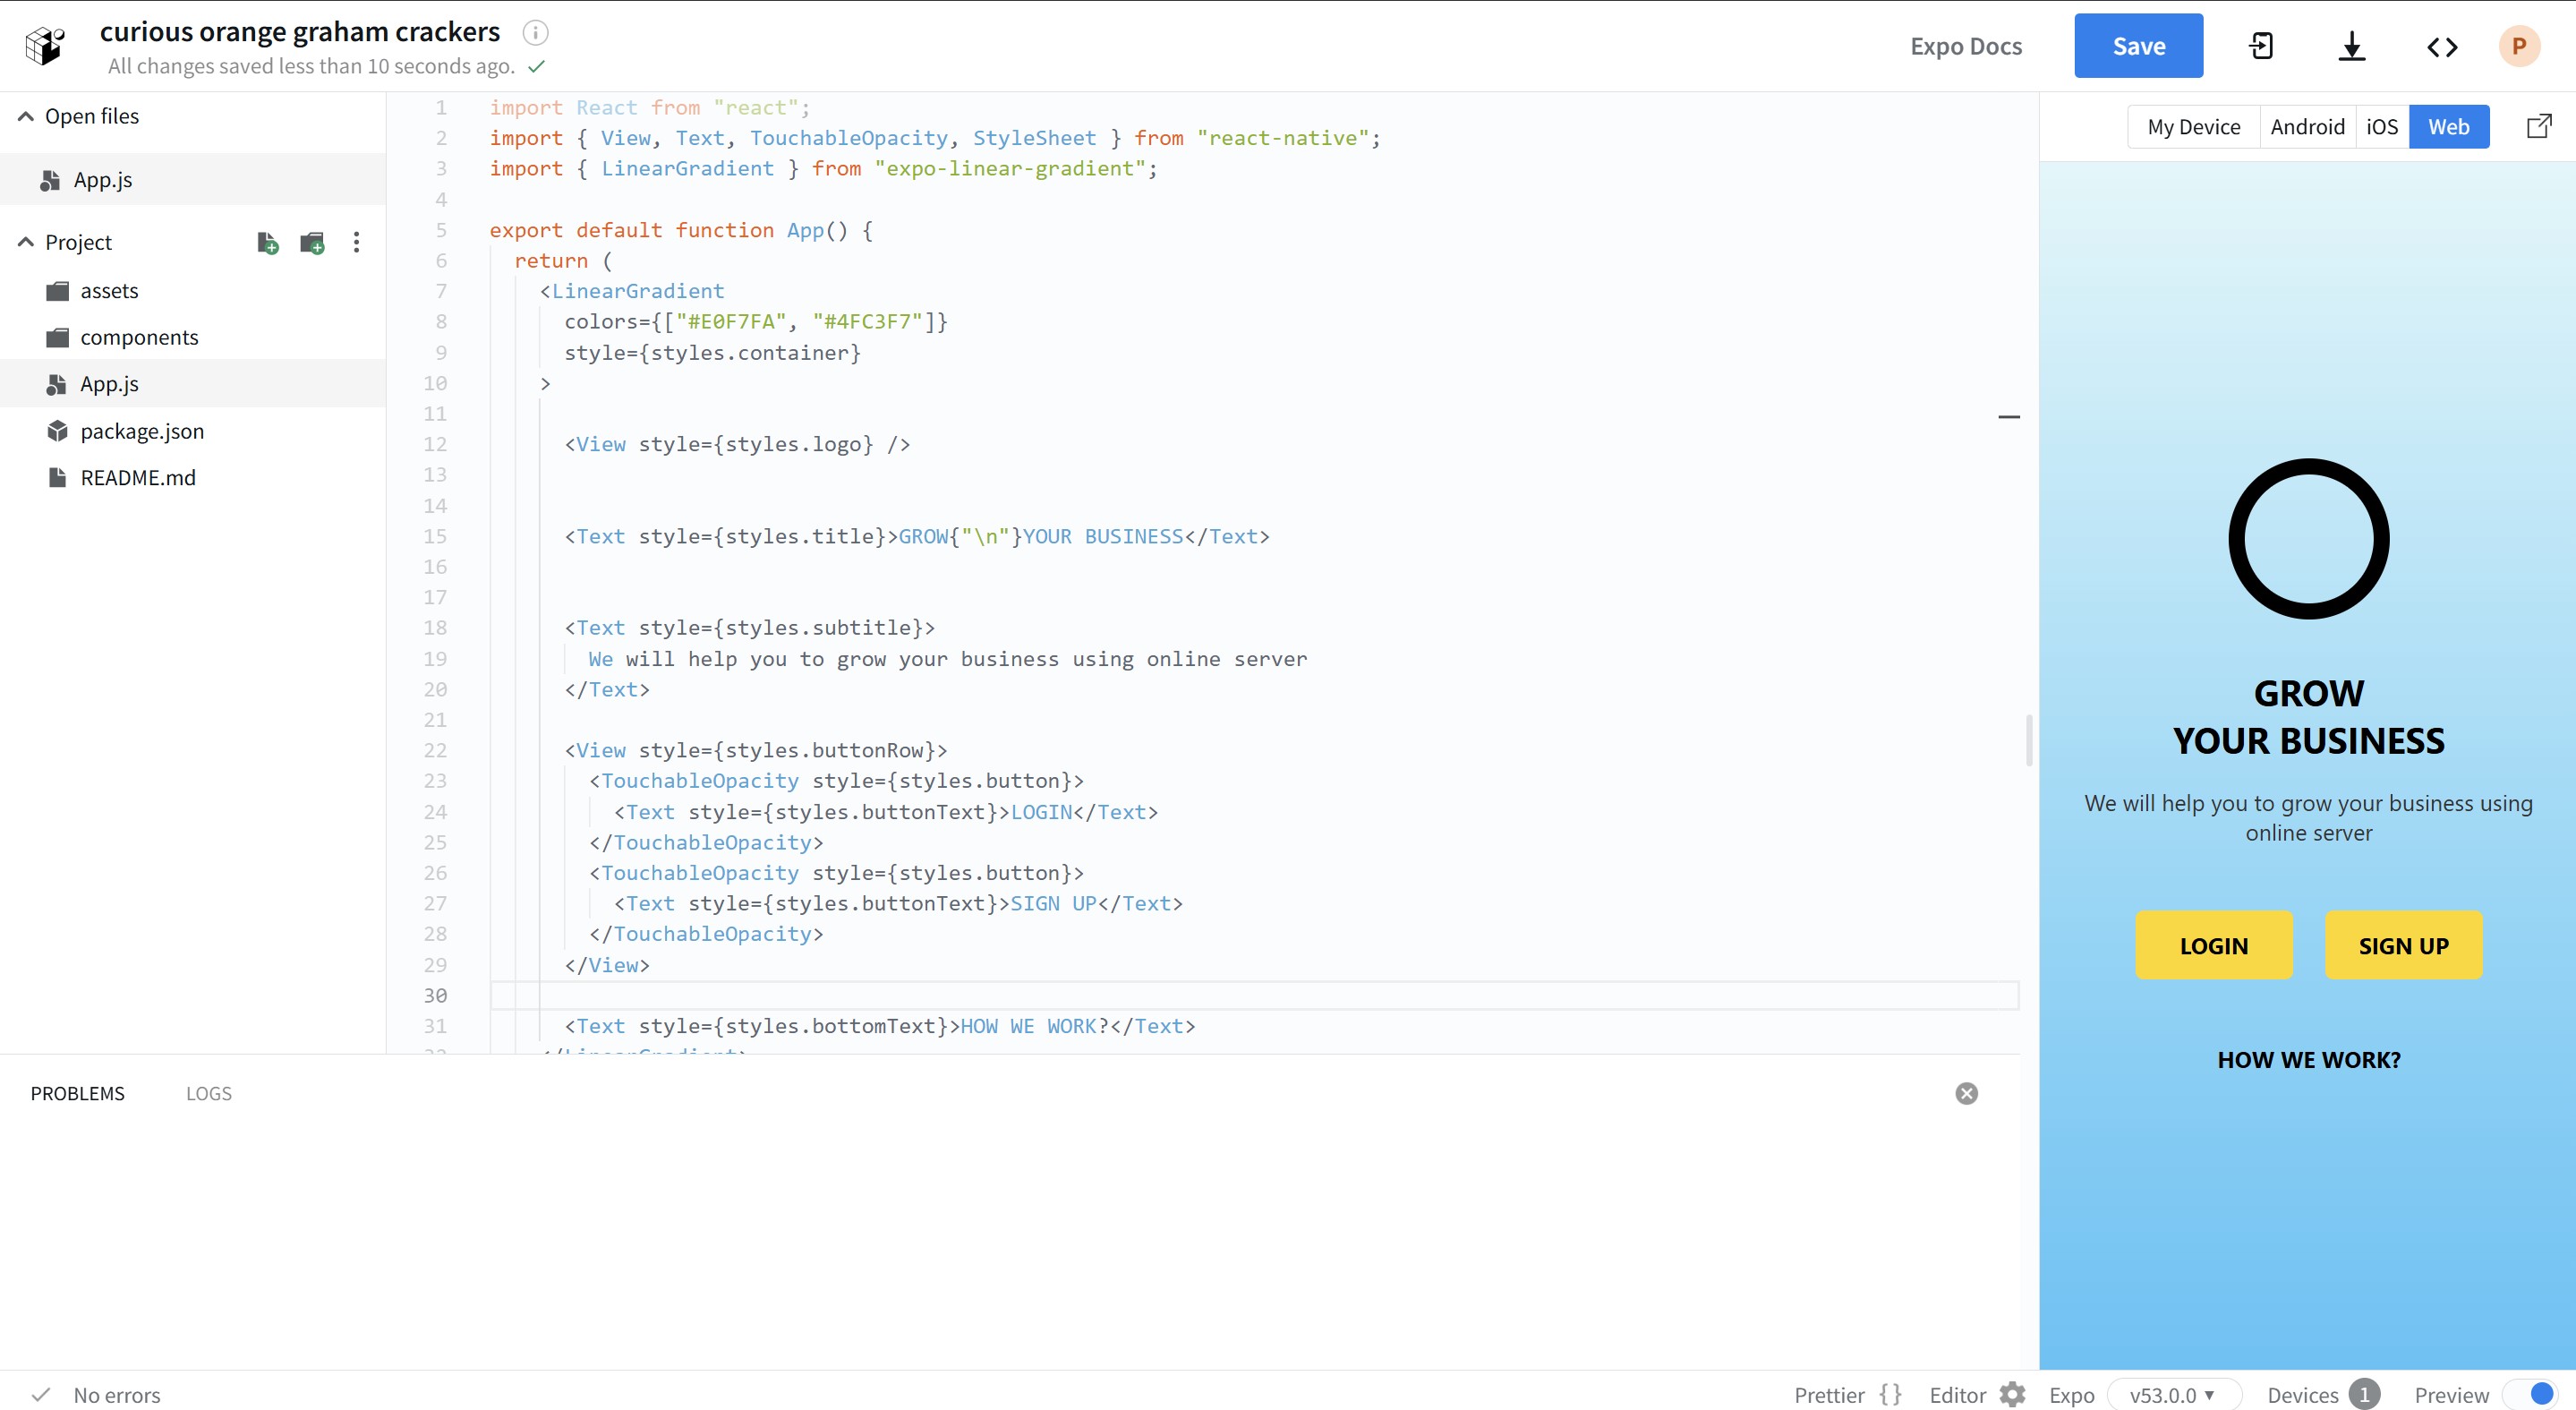 curious orange graham crackers
All changes saved less than 10 seconds ago.
Expo Docs
Save
P
Open files
App.js
Project
assets
components
App.js
package.json
README.md
1 import React from "react";
2 import { View, Text, TouchableOpacity, StyleSheet } from "react-native";
3 import { LinearGradient } from "expo-linear-gradient";
4
5 export default function App() {
6 return (
7 <LinearGradient
8 colors={["#E0F7FA", "#4FC3F7"]}
9 style={styles.container}
10 >
11
12 <View style={styles.logo} />
13
14
15 <Text style={styles.title}>GROW{"\n"}YOUR BUSINESS</Text>
16
17
18 <Text style={styles.subtitle}>
19 We will help you to grow your business using online server
20 </Text>
21
22 <View style={styles.buttonRow}>
23 <TouchableOpacity style={styles.button}>
24 <Text style={styles.buttonText}>LOGIN</Text>
25 </TouchableOpacity>
26 <TouchableOpacity style={styles.button}>
27 <Text style={styles.buttonText}>SIGN UP</Text>
28 </TouchableOpacity>
29 </View>
30
31 <Text style={styles.bottomText}>HOW WE WORK?</Text>
32 </LinearGradient>
My Device Android iOS Web
GROW
YOUR BUSINESS
We will help you to grow your business using
online server
LOGIN SIGN UP
HOW WE WORK?
PROBLEMS LOGS
No errors
Prettier {} Editor Expo v53.0.0 ▼ Devices 1 Preview